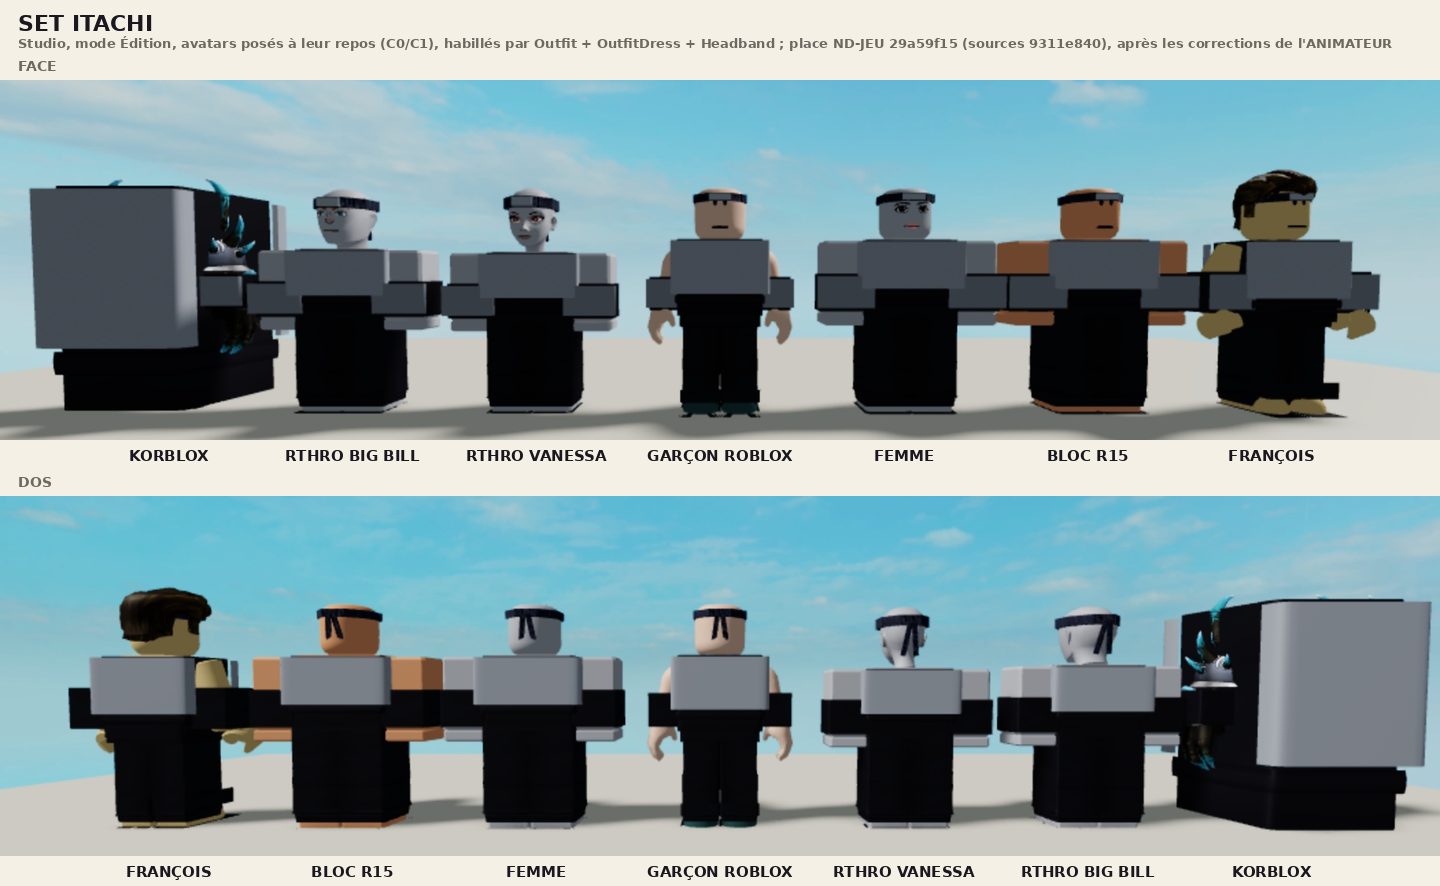 SET ITACHI
Studio, mode Édition, avatars posés à leur repos (C0/C1), habillés par Outfit + OutfitDress + Headband ; place ND-JEU 29a59f15 (sources 9311e840), après les corrections de l'ANIMATEUR
FACE
KORBLOX RTHRO BIG BILL RTHRO VANESSA GARÇON ROBLOX FEMME BLOC R15 FRANÇOIS
DOS
FRANÇOIS BLOC R15 FEMME GARÇON ROBLOX RTHRO VANESSA RTHRO BIG BILL KORBLOX